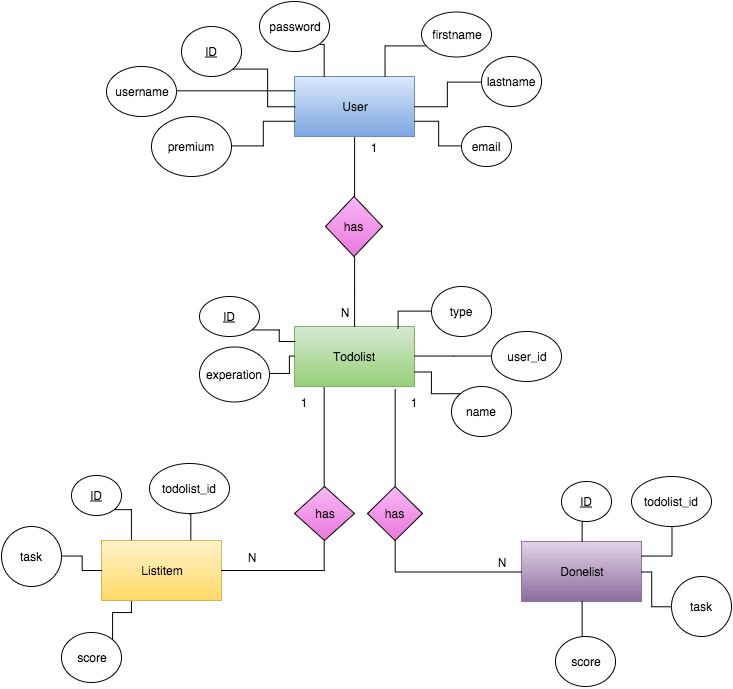 password
firstname
ID
lastname
username
User
premium
email
1
has
N
ID
type
Todolist
user_id
experation
name
1
1
ID
todolist_id
ID
todolist_id
has
has
task
N
N
Listitem
Donelist
task
score
score